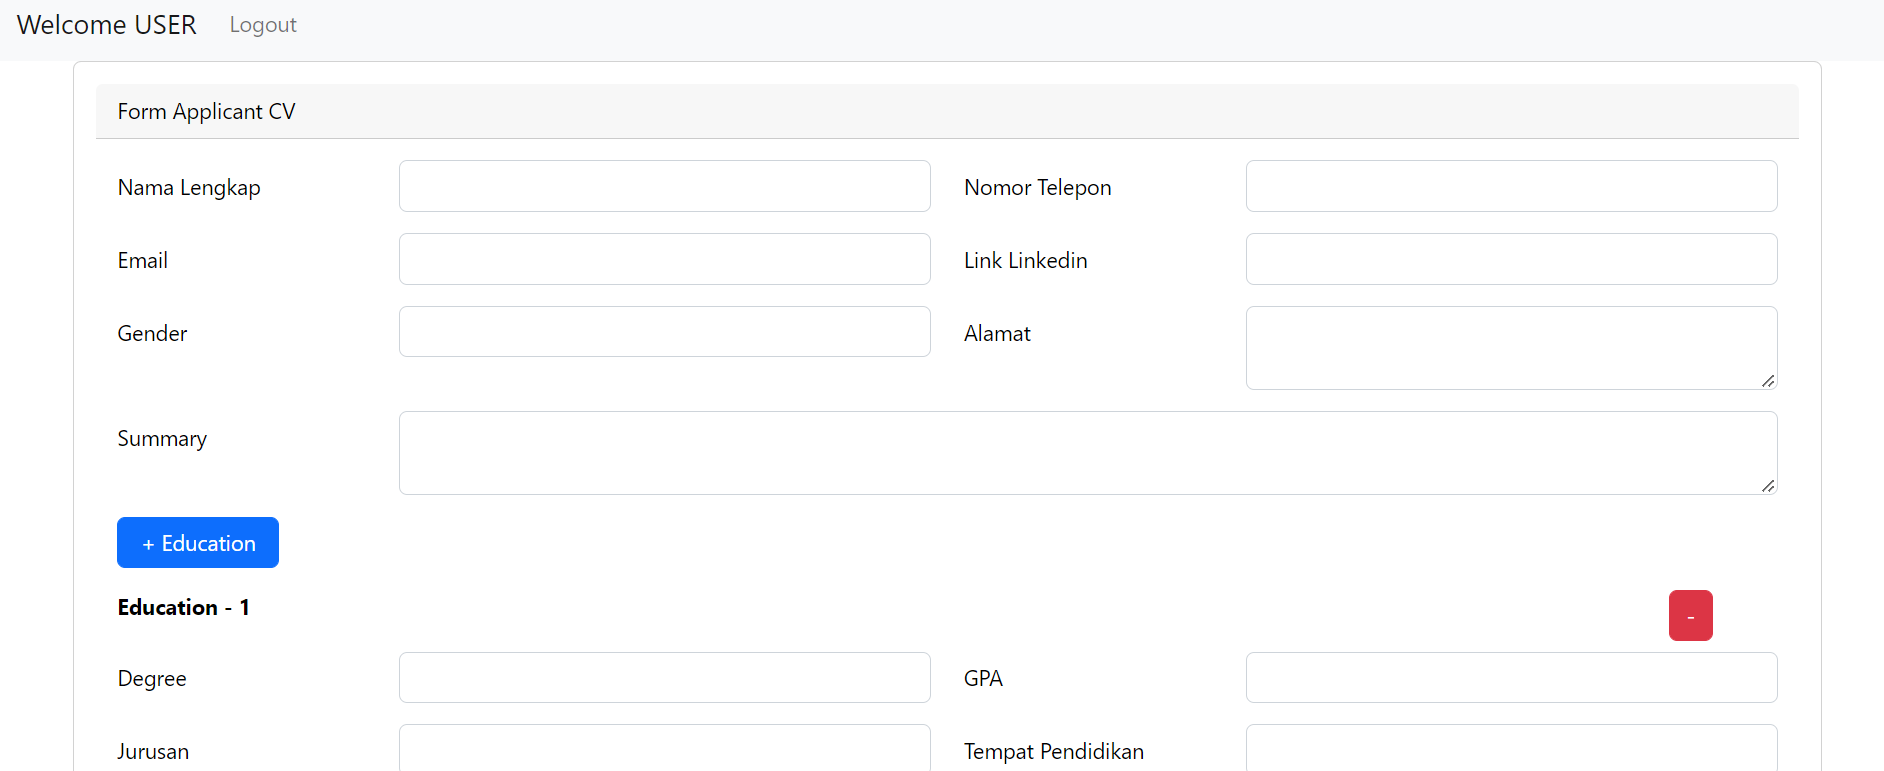 Welcome USER Logout
Form Applicant CV
Nama Lengkap Nomor Telepon
Email Link Linkedin
Gender Alamat
Summary
+ Education
Education - 1 -
Degree GPA
Jurusan Tempat Pendidikan